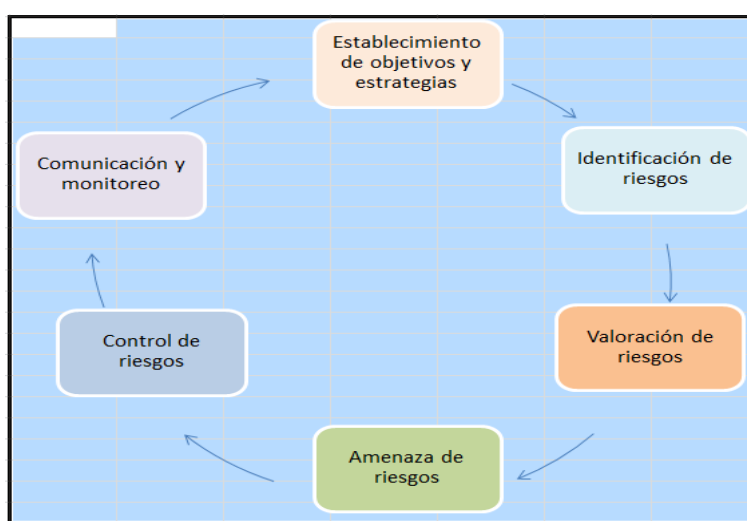 Establecimiento
de objetivos y
estrategias
Identificación de
riesgos
Valoración de
riesgos
Amenaza de
riesgos
Control de
riesgos
Comunicación y
monitoreo